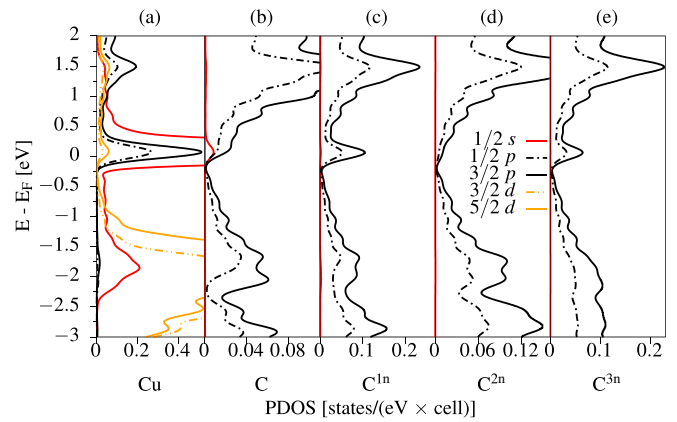 (a) (b) (c) (d) (e)
E - E_F [eV]
2
1.5
1
0.5
0
−0.5
−1
−1.5
−2
−2.5
−3
1/2 s
1/2 p
3/2 p
3/2 d
5/2 d
0 0.2 0.4 0 0.04 0.08 0 0.1 0.2 0 0.06 0.12 0 0.1 0.2
Cu C C¹ⁿ C²ⁿ C³ⁿ
PDOS [states/(eV × cell)]